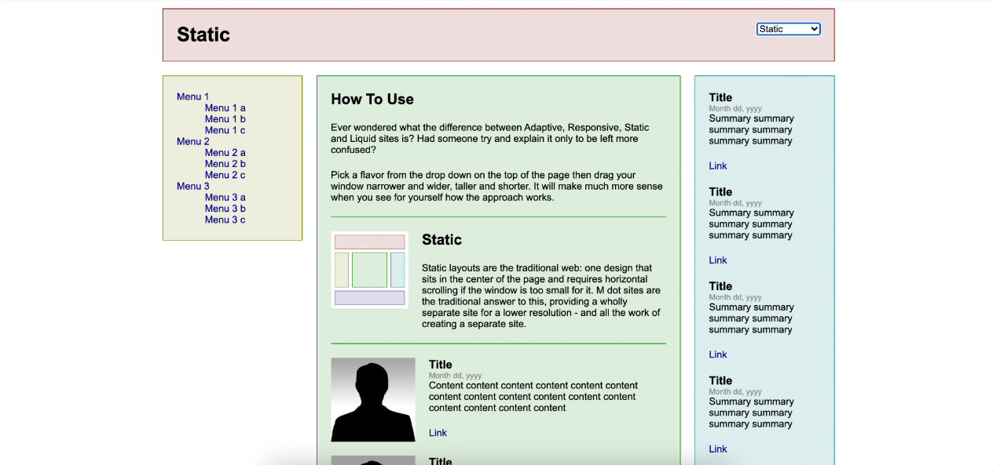 Static
Static
Menu 1
Menu 1 a
Menu 1 b
Menu 1 c
Menu 2
Menu 2 a
Menu 2 b
Menu 2 c
Menu 3
Menu 3 a
Menu 3 b
Menu 3 c
How To Use
Ever wondered what the difference between Adaptive, Responsive, Static
and Liquid sites is? Had someone try and explain it only to be left more
confused?
Pick a flavor from the drop down on the top of the page then drag your
window narrower and wider, taller and shorter. It will make much more sense
when you see for yourself how the approach works.
Static
Static layouts are the traditional web: one design that
sits in the center of the page and requires horizontal
scrolling if the window is too small for it. M dot sites are
the traditional answer to this, providing a wholly
separate site for a lower resolution - and all the work of
creating a separate site.
Title
Month dd, yyyy
Content content content content content content
content content content content content content
content content content content
Link
Title
Title
Month dd, yyyy
Summary summary
summary summary
summary summary
Link
Title
Month dd, yyyy
Summary summary
summary summary
summary summary
Link
Title
Month dd, yyyy
Summary summary
summary summary
summary summary
Link
Title
Month dd, yyyy
Summary summary
summary summary
summary summary
Link